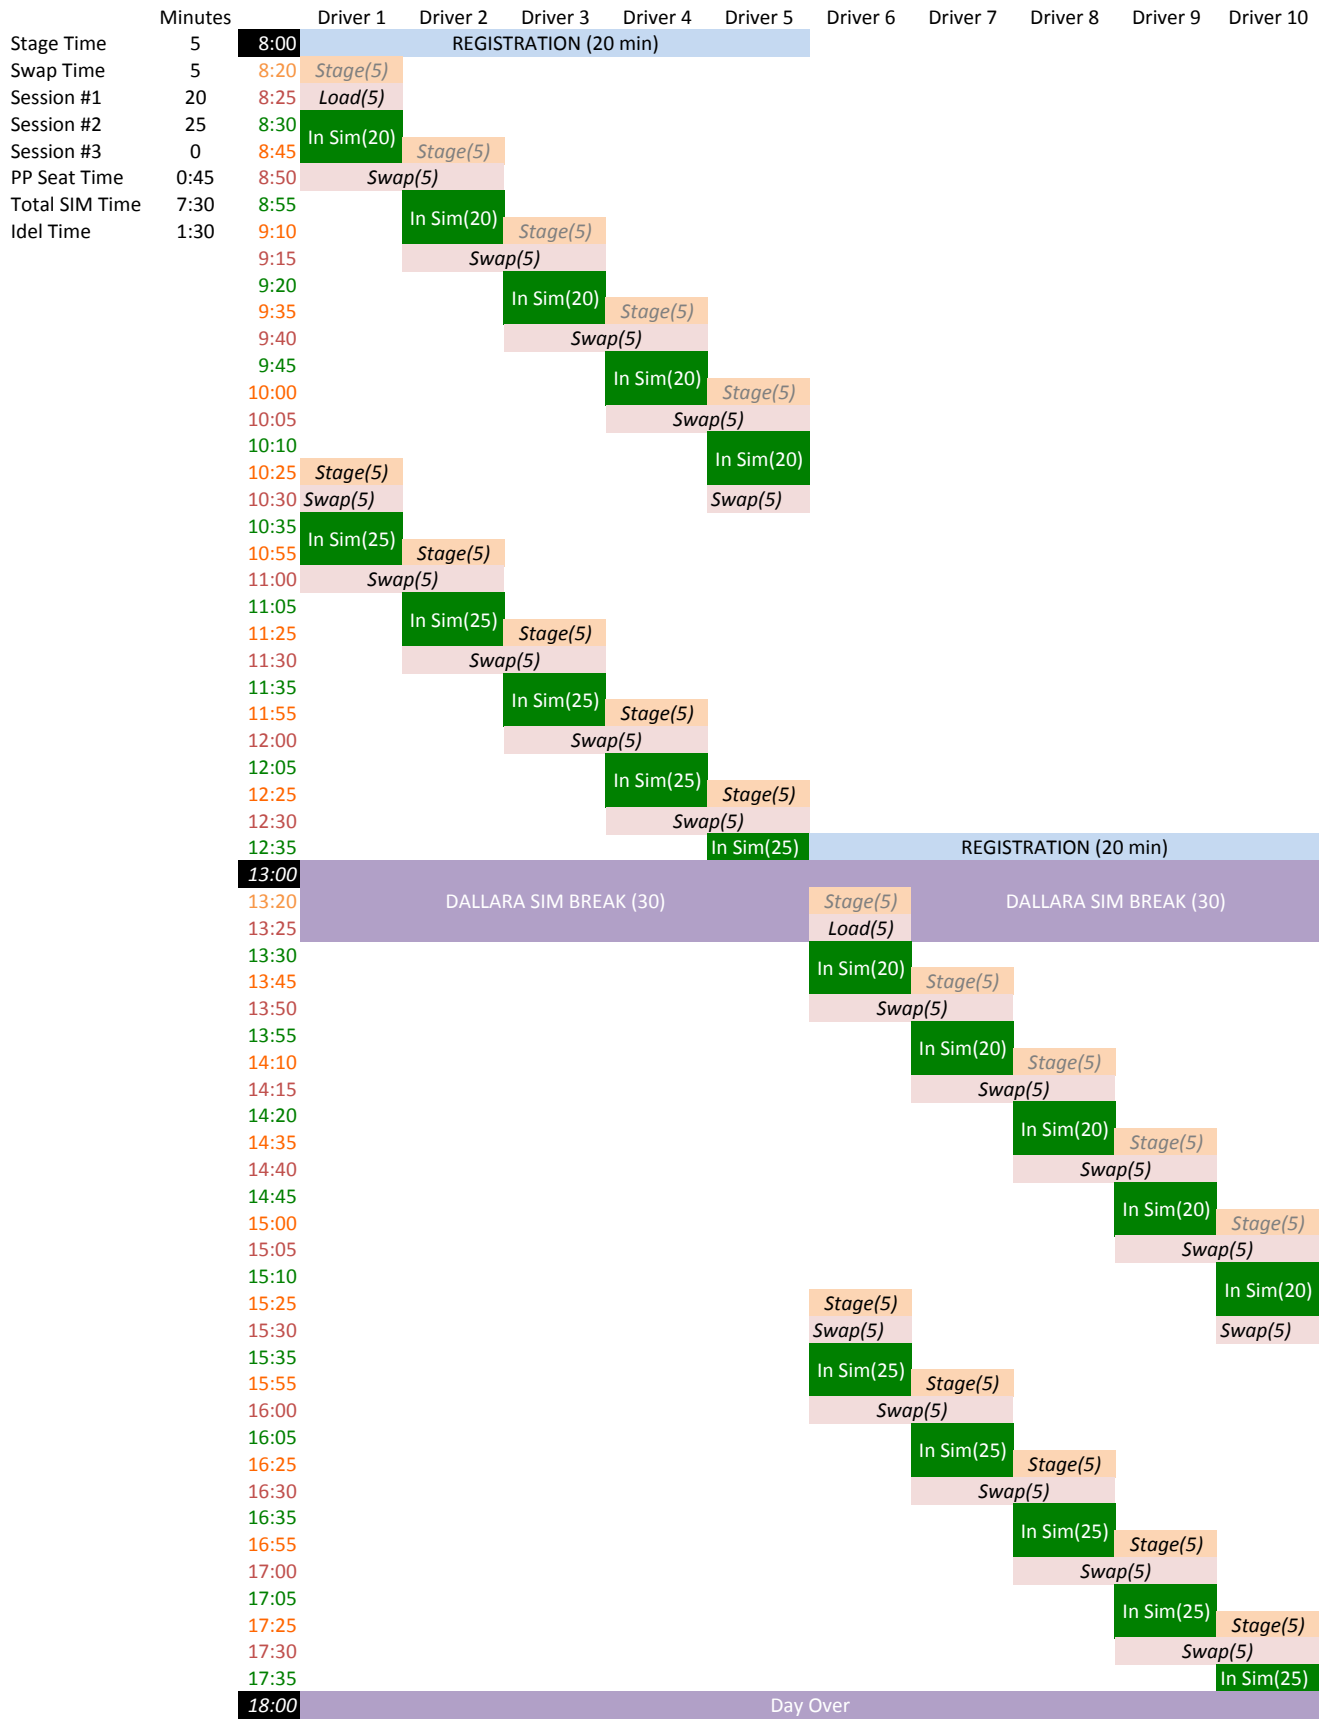 Minutes Driver 1 Driver 2 Driver 3 Driver 4 Driver 5 Driver 6 Driver 7 Driver 8 Driver 9 Driver 10
Stage Time 5 8:00 REGISTRATION (20 min)
Swap Time 5 8:20 Stage(5)
Session #1 20 8:25 Load(5)
Session #2 25 8:30 In Sim(20)
Session #3 0 8:45 Stage(5)
PP Seat Time 0:45 8:50 Swap(5)
Total SIM Time 7:30 8:55 In Sim(20)
Idel Time 1:30 9:10 Stage(5)
9:15 Swap(5)
9:20 In Sim(20)
9:35 Stage(5)
9:40 Swap(5)
9:45 In Sim(20)
10:00 Stage(5)
10:05 Swap(5)
10:10 In Sim(20)
10:25 Stage(5)
10:30 Swap(5) Swap(5)
10:35 In Sim(25)
10:55 Stage(5)
11:00 Swap(5)
11:05 In Sim(25)
11:25 Stage(5)
11:30 Swap(5)
11:35 In Sim(25)
11:55 Stage(5)
12:00 Swap(5)
12:05 In Sim(25)
12:25 Stage(5)
12:30 Swap(5)
12:35 In Sim(25) REGISTRATION (20 min)
13:00
13:20 DALLARA SIM BREAK (30) Stage(5) DALLARA SIM BREAK (30)
13:25 Load(5)
13:30 In Sim(20)
13:45 Stage(5)
13:50 Swap(5)
13:55 In Sim(20)
14:10 Stage(5)
14:15 Swap(5)
14:20 In Sim(20)
14:35 Stage(5)
14:40 Swap(5)
14:45 In Sim(20)
15:00 Stage(5)
15:05 Swap(5)
15:10 In Sim(20)
15:25 Stage(5)
15:30 Swap(5) Swap(5)
15:35 In Sim(25)
15:55 Stage(5)
16:00 Swap(5)
16:05 In Sim(25)
16:25 Stage(5)
16:30 Swap(5)
16:35 In Sim(25)
16:55 Stage(5)
17:00 Swap(5)
17:05 In Sim(25)
17:25 Stage(5)
17:30 Swap(5)
17:35 In Sim(25)
18:00 Day Over